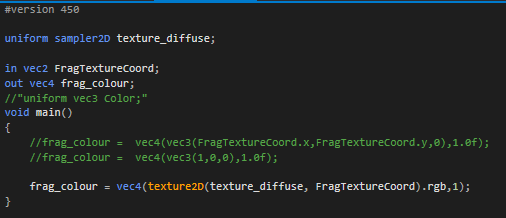 #version 450
uniform sampler2D texture_diffuse;
in vec2 FragTextureCoord;
out vec4 frag_colour;
//"uniform vec3 Color;"
void main()
{
//frag_colour =  vec4(vec3(FragTextureCoord.x,FragTextureCoord.y,0),1.0f);
//frag_colour =  vec4(vec3(1,0,0),1.0f);
frag_colour = vec4(texture2D(texture_diffuse, FragTextureCoord).rgb,1);
}